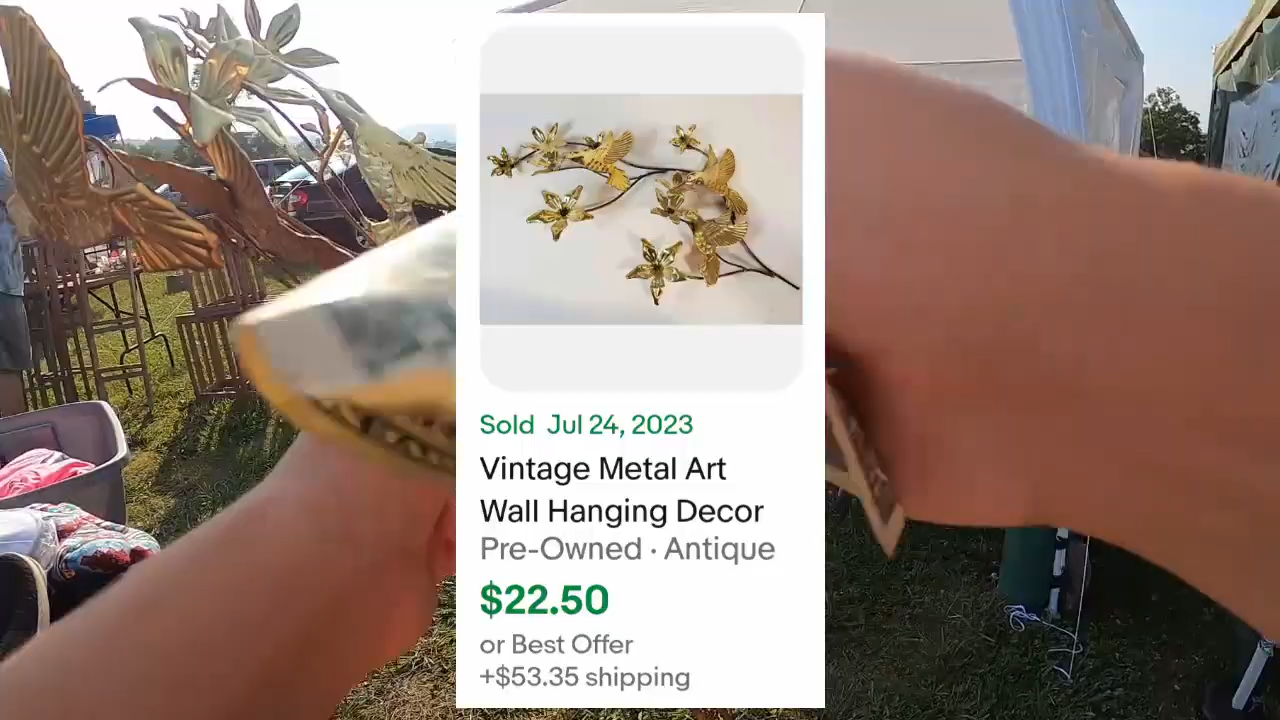 Sold Jul 24, 2023
Vintage Metal Art
Wall Hanging Decor
Pre-Owned · Antique
$22.50
or Best Offer
+$53.35 shipping